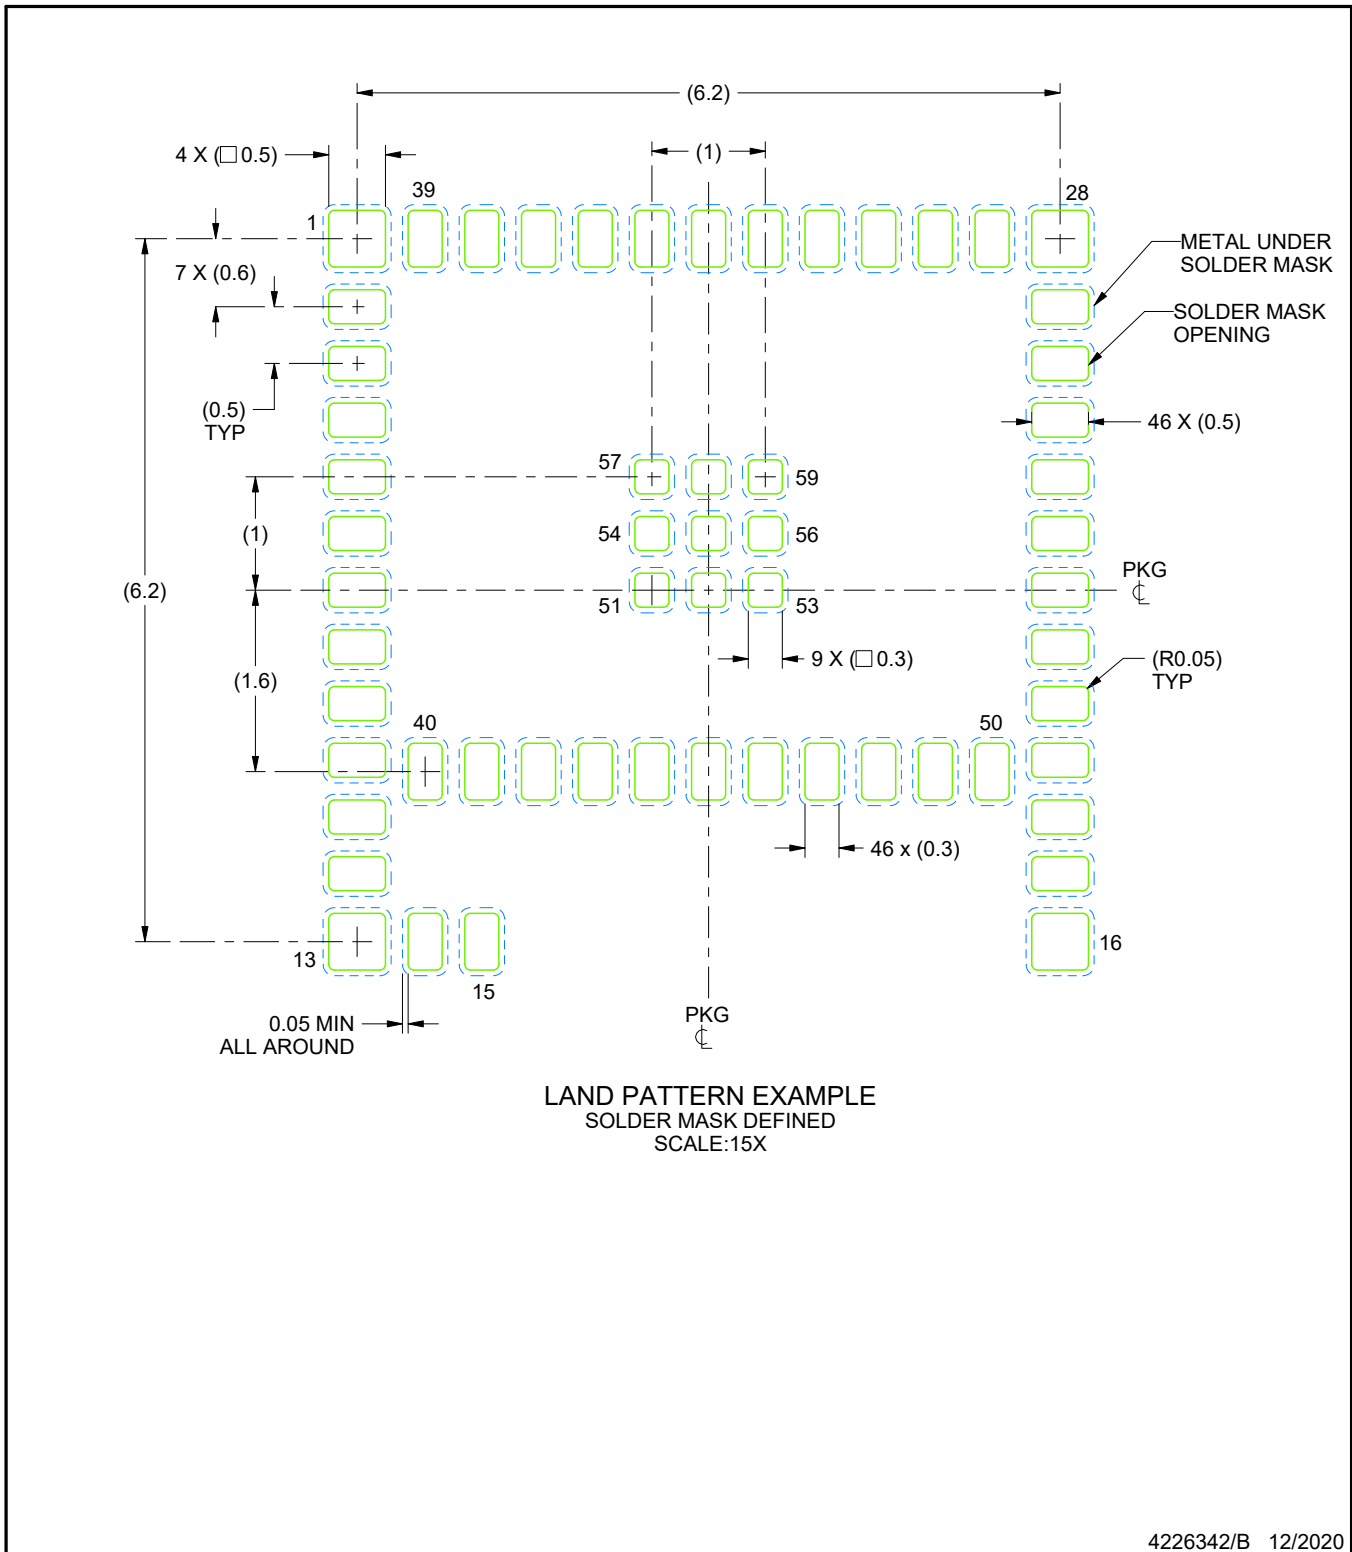 (6.2)
4 X (□ 0.5)
(1)
39
28
1
METAL UNDER
SOLDER MASK
7 X (0.6)
SOLDER MASK
OPENING
(0.5)
TYP
46 X (0.5)
57
59
(1)
54
56
PKG
℄
(6.2)
51
53
9 X (□ 0.3)
(R0.05)
TYP
(1.6)
40
50
46 x (0.3)
13
16
15
0.05 MIN
ALL AROUND
PKG
℄
LAND PATTERN EXAMPLE
SOLDER MASK DEFINED
SCALE:15X
4226342/B 12/2020